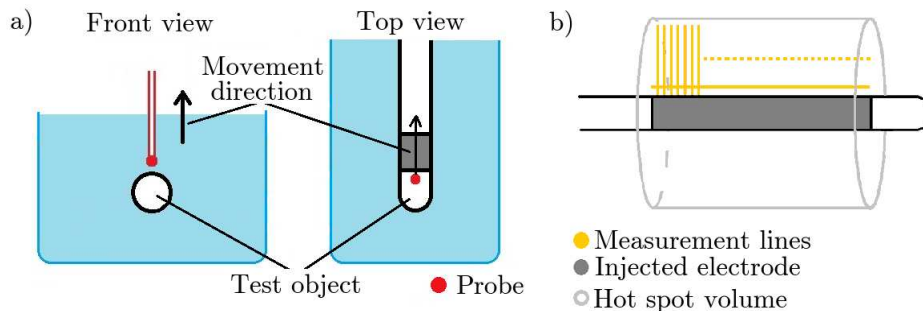 a)
Front view
Top view
Movement
direction
Test object
Probe
b)
Measurement lines
Injected electrode
Hot spot volume